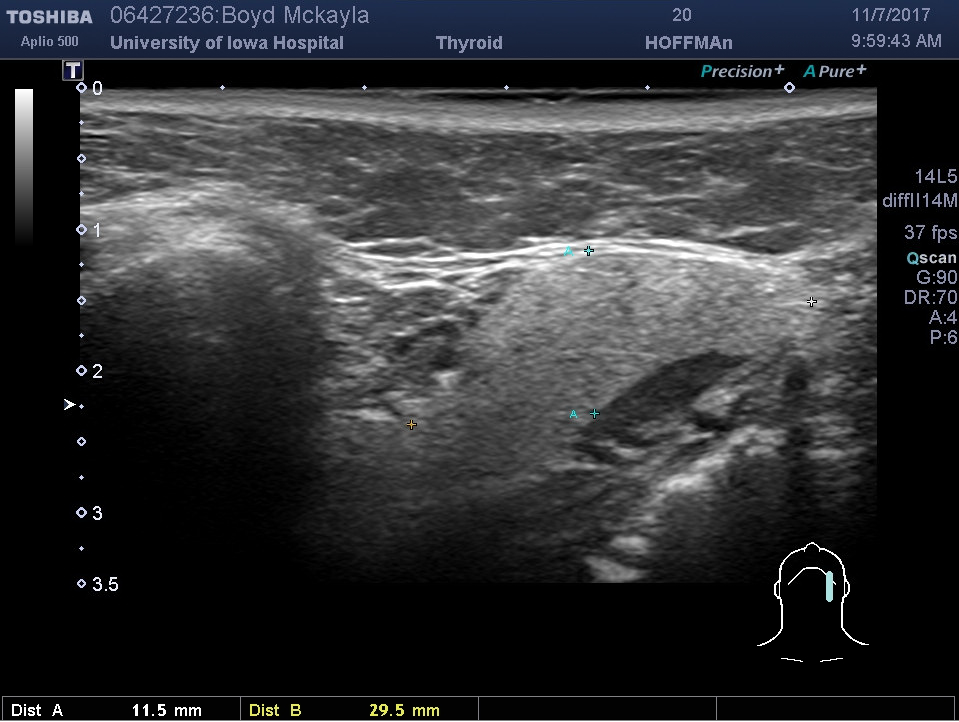 TOSHIBA 06427236:Boyd Mckayla 20 11/7/2017
Aplio 500 University of Iowa Hospital Thyroid HOFFMAn 9:59:43 AM
T Precision+ A Pure+
0
14L5
diffII14M
1 37 fps
Qscan
A G:90
DR:70
A:4
P:6
2
A
3
3.5
Dist A 11.5 mm Dist B 29.5 mm